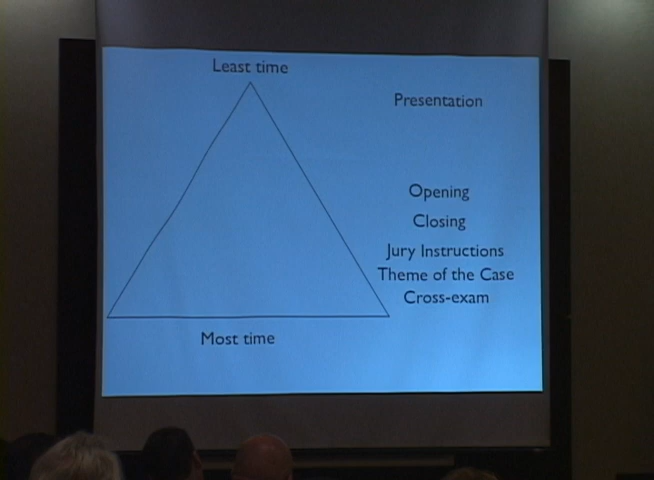 Least time
Presentation
Opening
Closing
Jury Instructions
Theme of the Case
Cross-exam
Most time